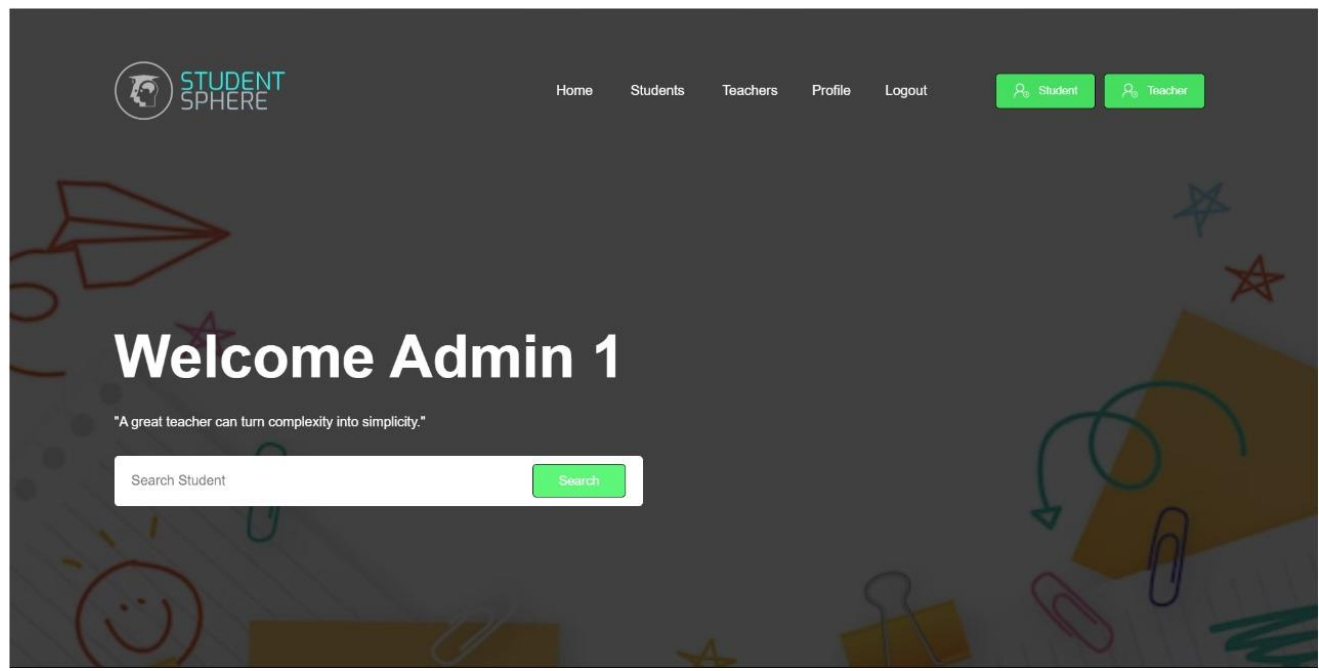 STUDENT
SPHERE
Home Students Teachers Profile Logout Student Teacher
Welcome Admin 1
"A great teacher can turn complexity into simplicity."
Search Student Search